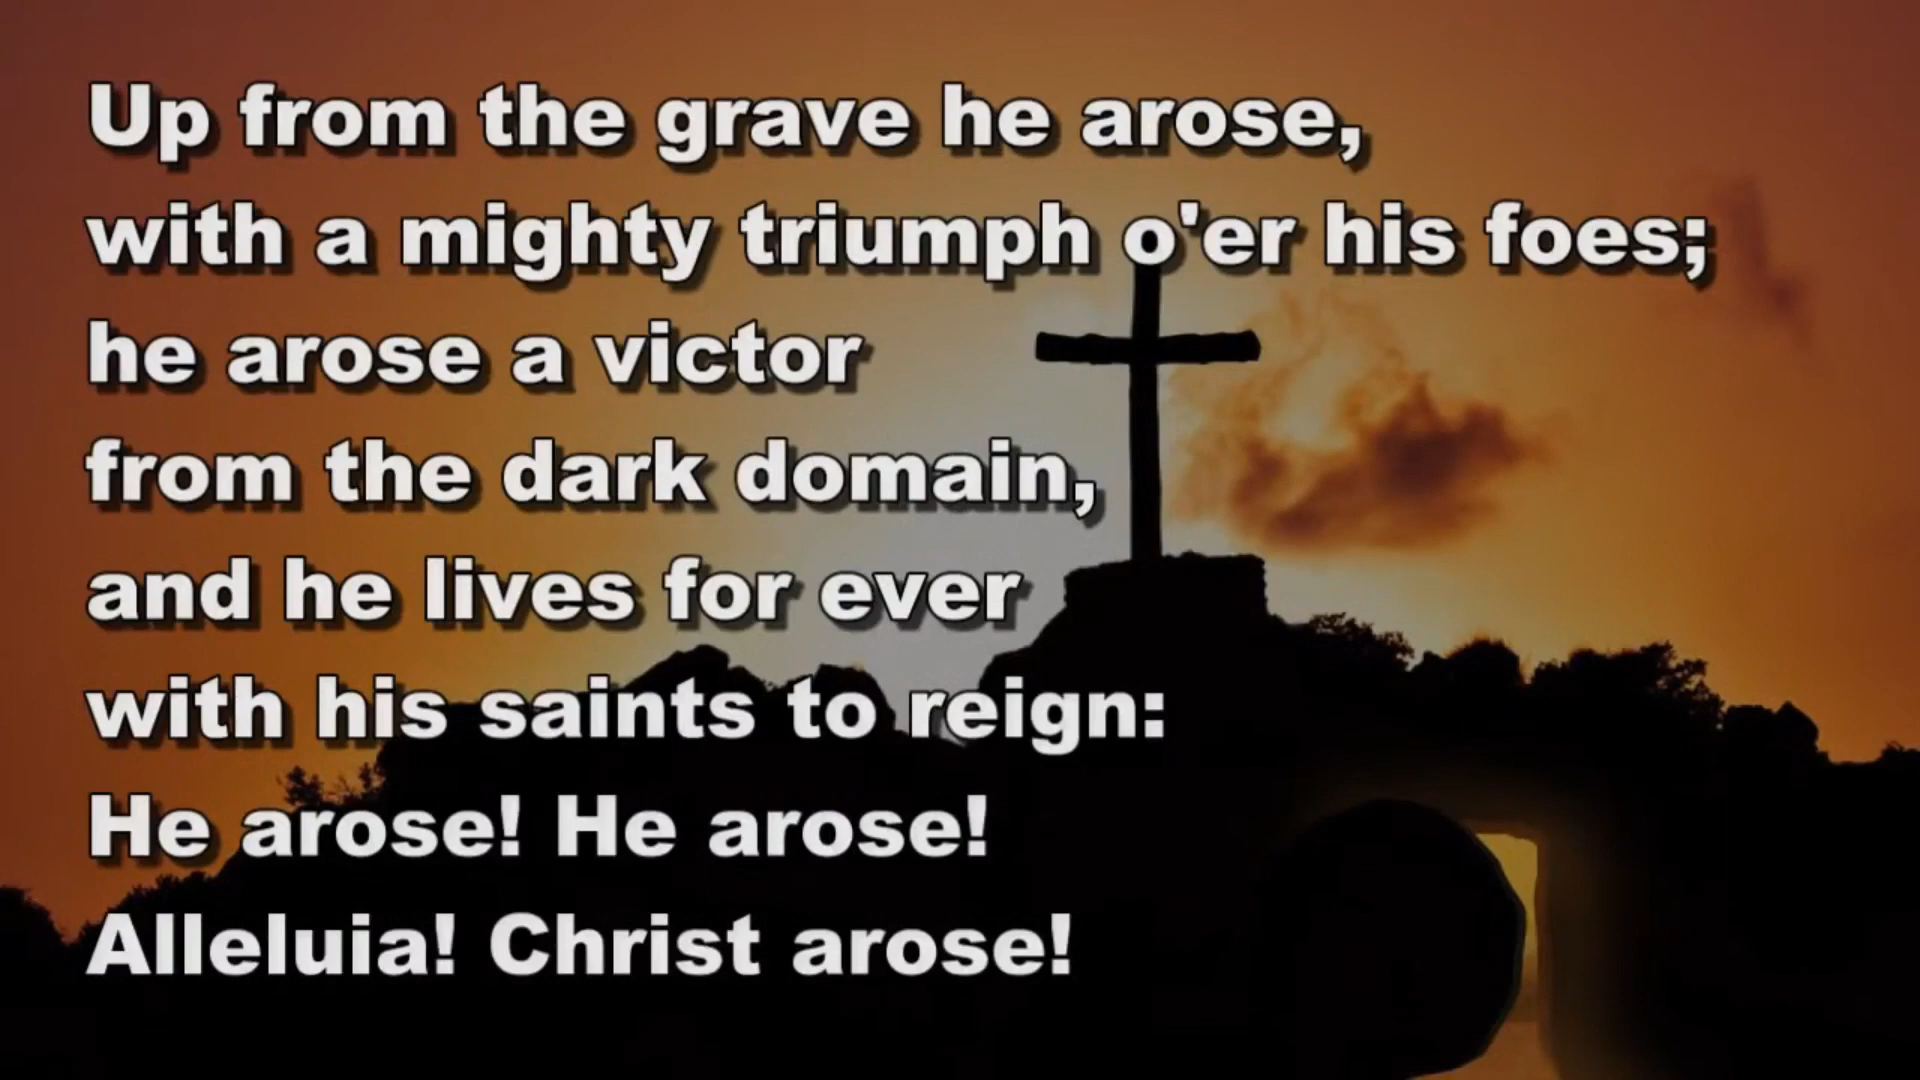 Up from the grave he arose,
with a mighty triumph o'er his foes;
he arose a victor
from the dark domain,
and he lives for ever
with his saints to reign:
He arose! He arose!
Alleluia! Christ arose!